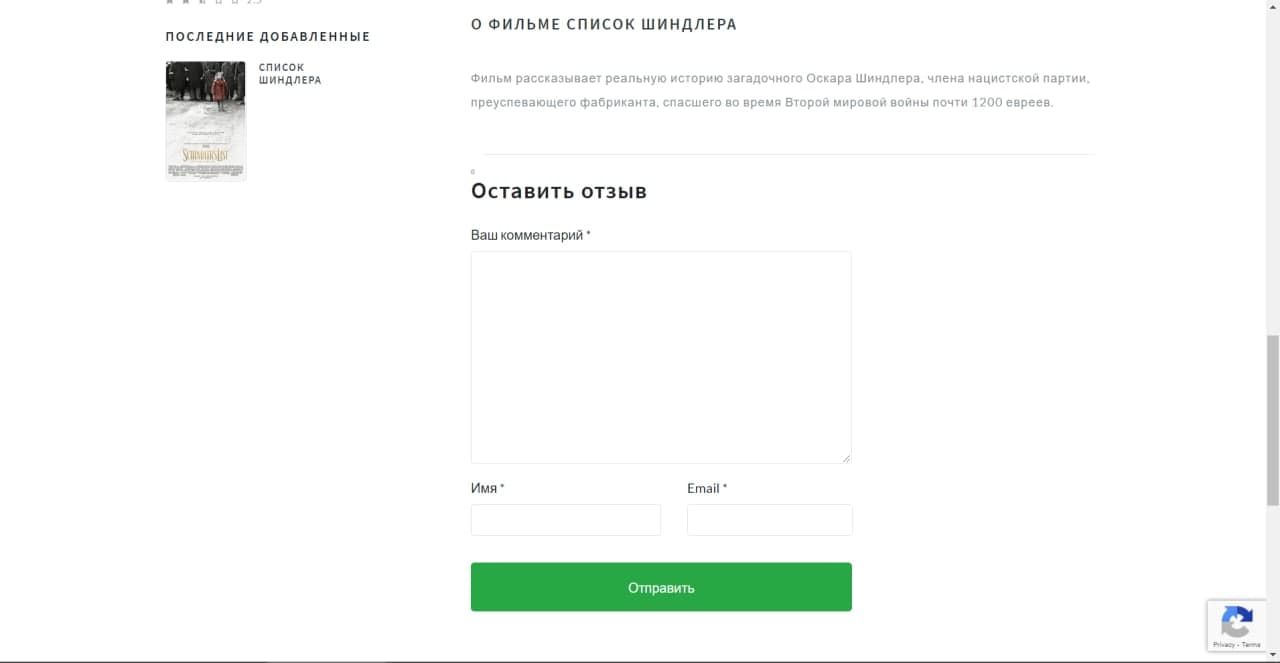 ПОСЛЕДНИЕ ДОБАВЛЕННЫЕ
СПИСОК
ШИНДЛЕРА
SCHINDLER'S LIST
О ФИЛЬМЕ СПИСОК ШИНДЛЕРА
Фильм рассказывает реальную историю загадочного Оскара Шиндлера, члена нацистской партии,
преуспевающего фабриканта, спасшего во время Второй мировой войны почти 1200 евреев.
0
Оставить отзыв
Ваш комментарий *
Имя *
Email *
Отправить
Privacy - Terms